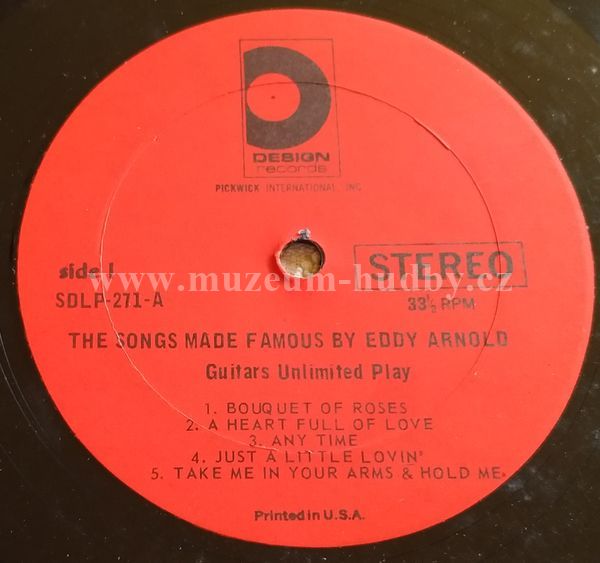 DESIGN
records
PICKWICK INTERNATIONAL, INC.
side I
STEREO
www.muzeum-hudby.cz
SDLP-271-A
33 1/3 RPM
THE SONGS MADE FAMOUS BY EDDY ARNOLD
Guitars Unlimited Play
1. BOUQUET OF ROSES
2. A HEART FULL OF LOVE
3. ANY TIME
4. JUST A LITTLE LOVIN'
5. TAKE ME IN YOUR ARMS & HOLD ME
Printed in U.S.A.